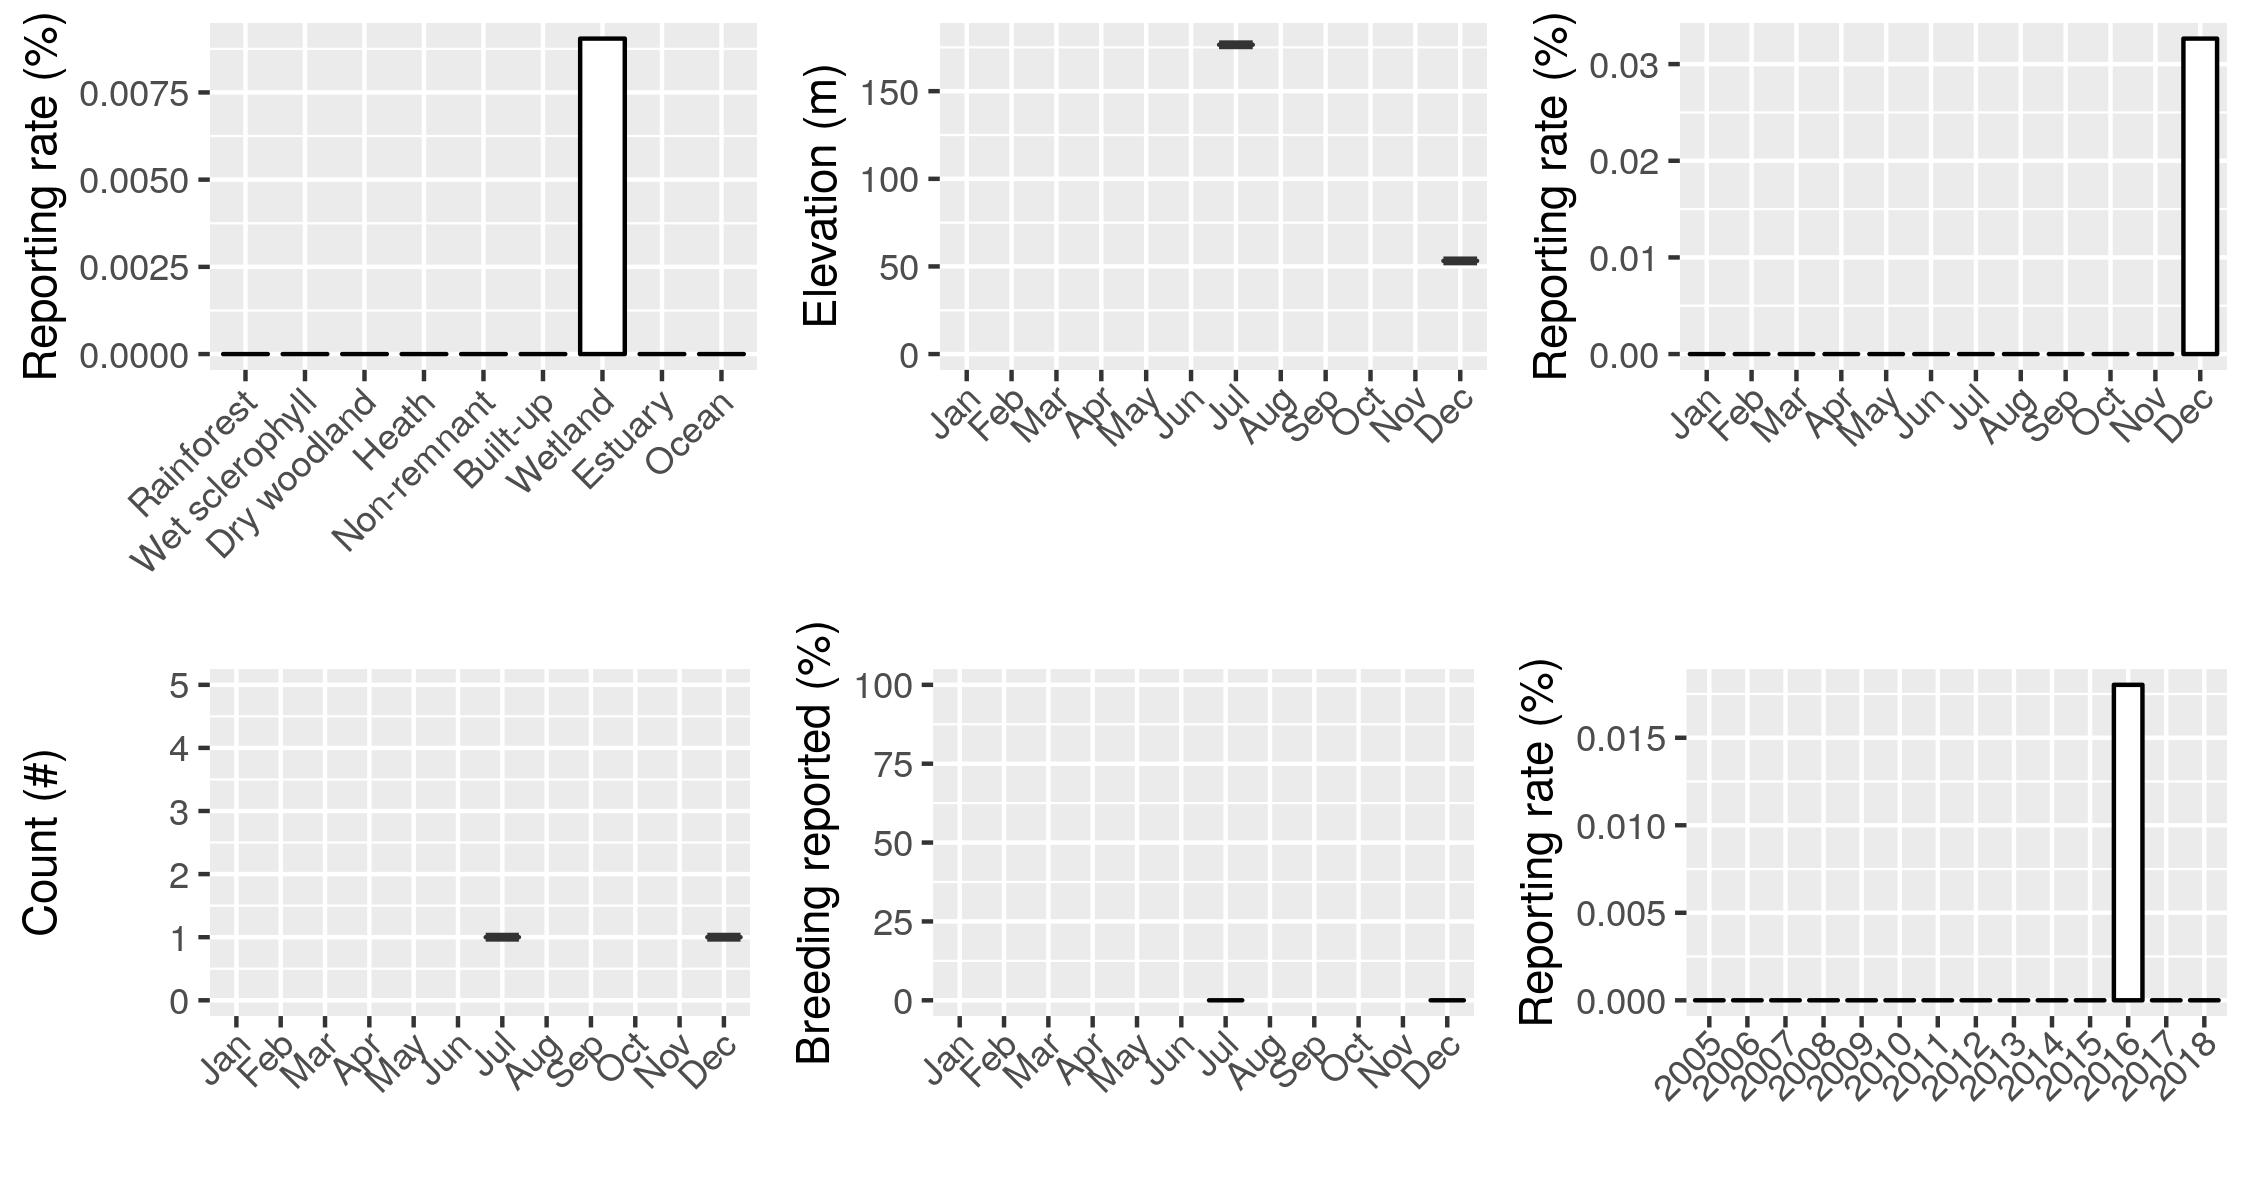 Reporting rate (%)
0.0075
0.0050
0.0025
0.0000
Rainforest
Wet sclerophyll
Dry woodland
Heath
Non-remnant
Built-up
Wetland
Estuary
Ocean
Elevation (m)
150
100
50
0
Jan Feb Mar Apr May Jun Jul Aug Sep Oct Nov Dec
Reporting rate (%)
0.03
0.02
0.01
0.00
Jan Feb Mar Apr May Jun Jul Aug Sep Oct Nov Dec
Count (#)
5
4
3
2
1
0
Jan Feb Mar Apr May Jun Jul Aug Sep Oct Nov Dec
Breeding reported (%)
100
75
50
25
0
Jan Feb Mar Apr May Jun Jul Aug Sep Oct Nov Dec
Reporting rate (%)
0.015
0.010
0.005
0.000
2005 2006 2007 2008 2009 2010 2011 2012 2013 2014 2015 2016 2017 2018